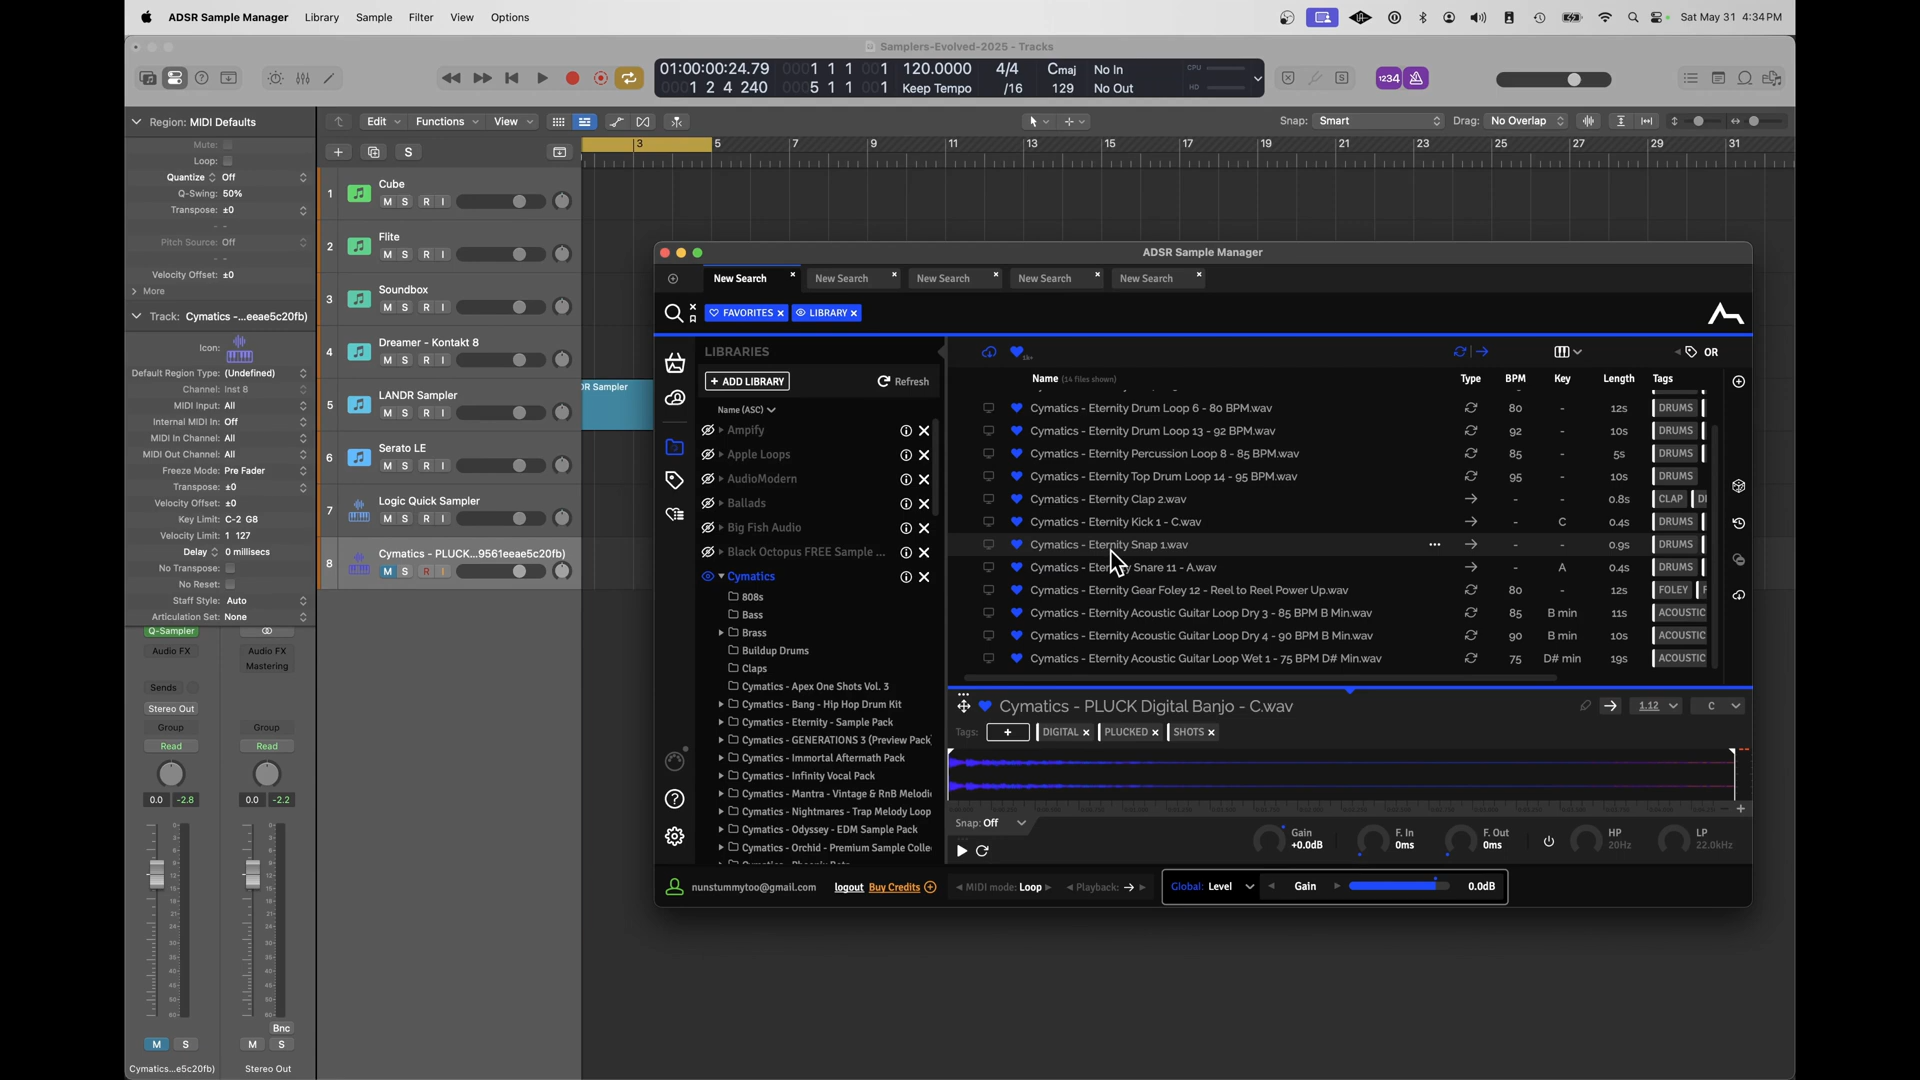 ADSR Sample Manager Library Sample Filter View Options Sat May 31 4:34 PM
Samplers-Evolved-2025 - Tracks
01:00:00:24.79 0001 1 1 001 120.0000 4/4 Cmaj No In CPU
0001 2 4 240 0005 1 1 001 Keep Tempo /16 129 No Out HD
1234
Region: MIDI Defaults
Edit Functions View Snap: Smart Drag: No Overlap
3 5 7 9 11 13 15 17 19 21 23 25 27 29 31
S
Mute:
Loop:
Quantize Off
Q-Swing: 50%
Transpose: ±0
Pitch Source: Off
Velocity Offset: ±0
More
Track: Cymatics -...eeae5c20fb)
Icon:
Default Region Type: (Undefined)
Channel: Inst 8
MIDI Input: All
Internal MIDI In: Off
MIDI In Channel: All
MIDI Out Channel: All
Freeze Mode: Pre Fader
Transpose: ±0
Velocity Offset: ±0
Key Limit: C-2 G8
Velocity Limit: 1 127
Delay 0 millisecs
No Transpose:
No Reset:
Staff Style: Auto
Articulation Set: None
Q-Sampler
Audio FX Audio FX
Mastering
Sends
Stereo Out
Group Group
Read Read
0.0 -2.8 0.0 -2.2
Bnc
M S M S
Cymatics...e5c20fb) Stereo Out
1 Cube
M S R I
2 Flite
M S R I
3 Soundbox
M S R I
4 Dreamer - Kontakt 8
M S R I
5 LANDR Sampler
M S R I
6 Serato LE
M S R I
7 Logic Quick Sampler
M S R I
8 Cymatics - PLUCK...9561eeae5c20fb)
M S R I
DR Sampler
ADSR Sample Manager
New Search New Search New Search New Search New Search
FAVORITES LIBRARY
LIBRARIES
+ ADD LIBRARY Refresh
Name (ASC)
Ampify
Apple Loops
AudioModern
Ballads
Big Fish Audio
Black Octopus FREE Sample ...
Cymatics
808s
Bass
Brass
Buildup Drums
Claps
Cymatics - Apex One Shots Vol. 3
Cymatics - Bang - Hip Hop Drum Kit
Cymatics - Eternity - Sample Pack
Cymatics - GENERATIONS 3 (Preview Pack
Cymatics - Immortal Aftermath Pack
Cymatics - Infinity Vocal Pack
Cymatics - Mantra - Vintage & RnB Melodi
Cymatics - Nightmares - Trap Melody Loop
Cymatics - Odyssey - EDM Sample Pack
Cymatics - Orchid - Premium Sample Colle
1k+ OR
Name (14 files shown) Type BPM Key Length Tags
Cymatics - Eternity Drum Loop 6 - 80 BPM.wav 80 - 12s DRUMS
Cymatics - Eternity Drum Loop 13 - 92 BPM.wav 92 - 10s DRUMS
Cymatics - Eternity Percussion Loop 8 - 85 BPM.wav 85 - 5s DRUMS
Cymatics - Eternity Top Drum Loop 14 - 95 BPM.wav 95 - 10s DRUMS
Cymatics - Eternity Clap 2.wav - - 0.8s CLAP
Cymatics - Eternity Kick 1 - C.wav - C 0.4s DRUMS
Cymatics - Eternity Snap 1.wav ... - - 0.9s DRUMS
Cymatics - Eternity Snare 11 - A.wav - A 0.4s DRUMS
Cymatics - Eternity Gear Foley 12 - Reel to Reel Power Up.wav 80 - 12s FOLEY
Cymatics - Eternity Acoustic Guitar Loop Dry 3 - 85 BPM B Min.wav 85 B min 11s ACOUSTIC
Cymatics - Eternity Acoustic Guitar Loop Dry 4 - 90 BPM B Min.wav 90 B min 10s ACOUSTIC
Cymatics - Eternity Acoustic Guitar Loop Wet 1 - 75 BPM D# Min.wav 75 D# min 19s ACOUSTIC
Cymatics - PLUCK Digital Banjo - C.wav 1.12 C
Tags: + DIGITAL PLUCKED SHOTS
Snap: Off
Gain +0.0dB F. In 0ms F. Out 0ms HP 20Hz LP 22.0kHz
nunstummytoo@gmail.com logout Buy Credits MIDI mode: Loop Playback: Global: Level Gain 0.0dB